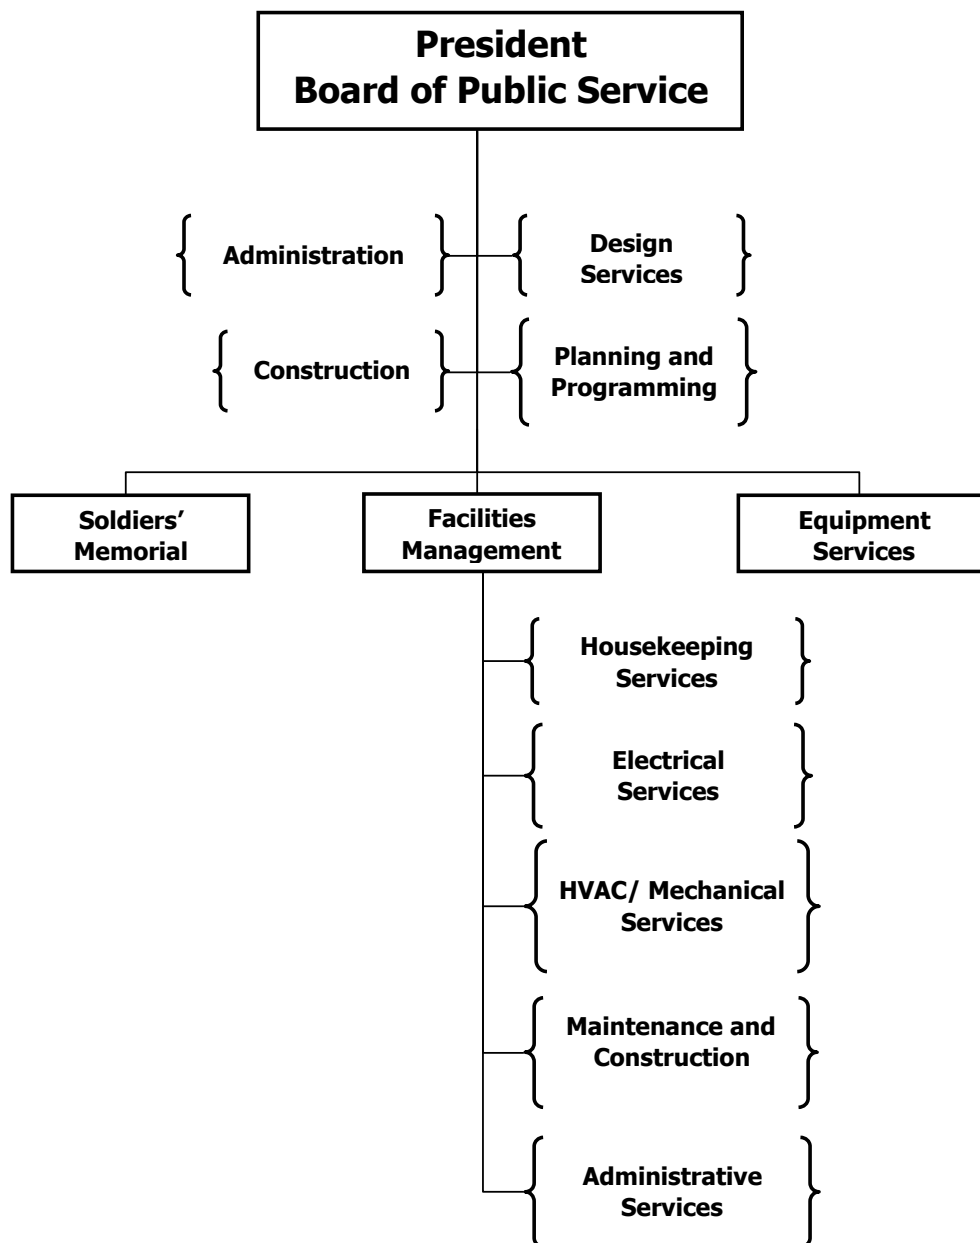 President
Board of Public Service
Administration
Design
Services
Construction
Planning and
Programming
Soldiers’
Memorial
Facilities
Management
Equipment
Services
Housekeeping
Services
Electrical
Services
HVAC/ Mechanical
Services
Maintenance and
Construction
Administrative
Services